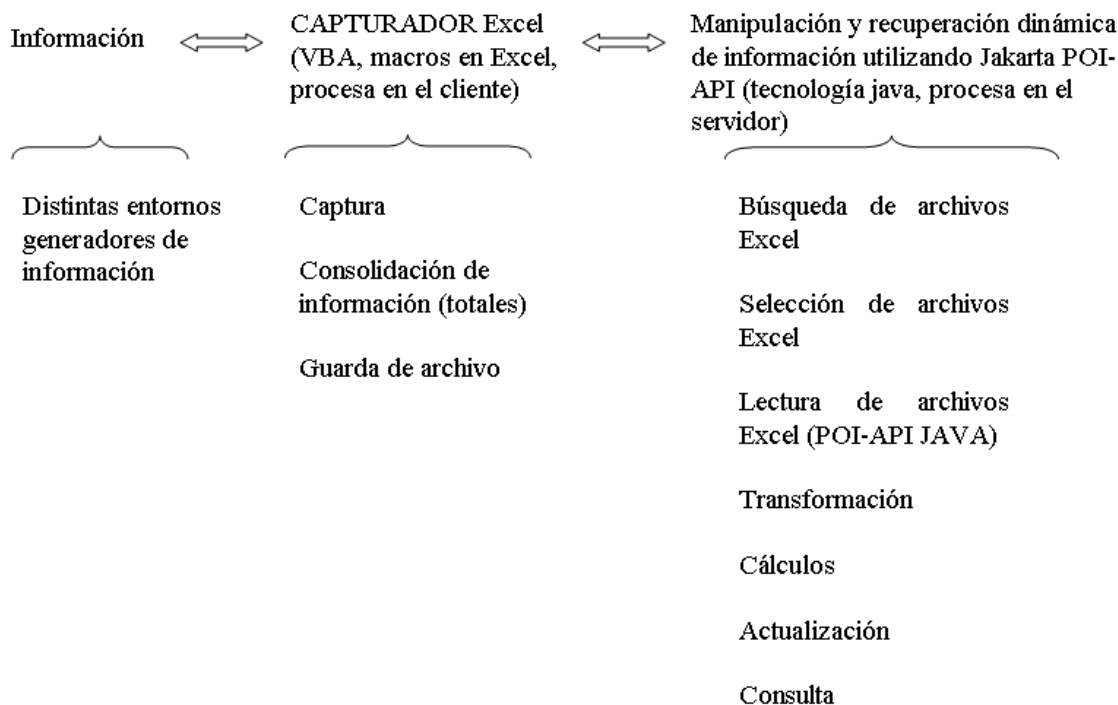 Información
CAPTURADOR Excel
(VBA, macros en Excel,
procesa en el cliente)
Manipulación y recuperación dinámica
de información utilizando Jakarta POI-
API (tecnología java, procesa en el
servidor)
Distintas entornos
generadores de
información
Captura
Consolidación de
información (totales)
Guarda de archivo
Búsqueda de archivos
Excel
Selección de archivos
Excel
Lectura de archivos
Excel (POI-API JAVA)
Transformación
Cálculos
Actualización
Consulta